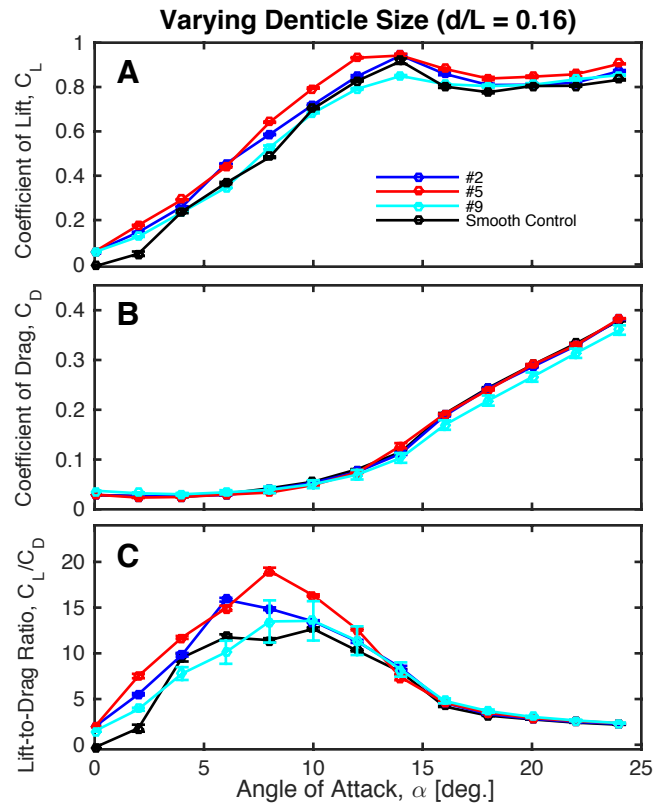 Varying Denticle Size (d/L = 0.16)
A
Coefficient of Lift, C_L
1
0.8
0.6
0.4
0.2
0
#2
#5
#9
Smooth Control
B
Coefficient of Drag, C_D
0.4
0.3
0.2
0.1
0
C
Lift-to-Drag Ratio, C_L/C_D
20
15
10
5
0
0 5 10 15 20 25
Angle of Attack, α [deg.]